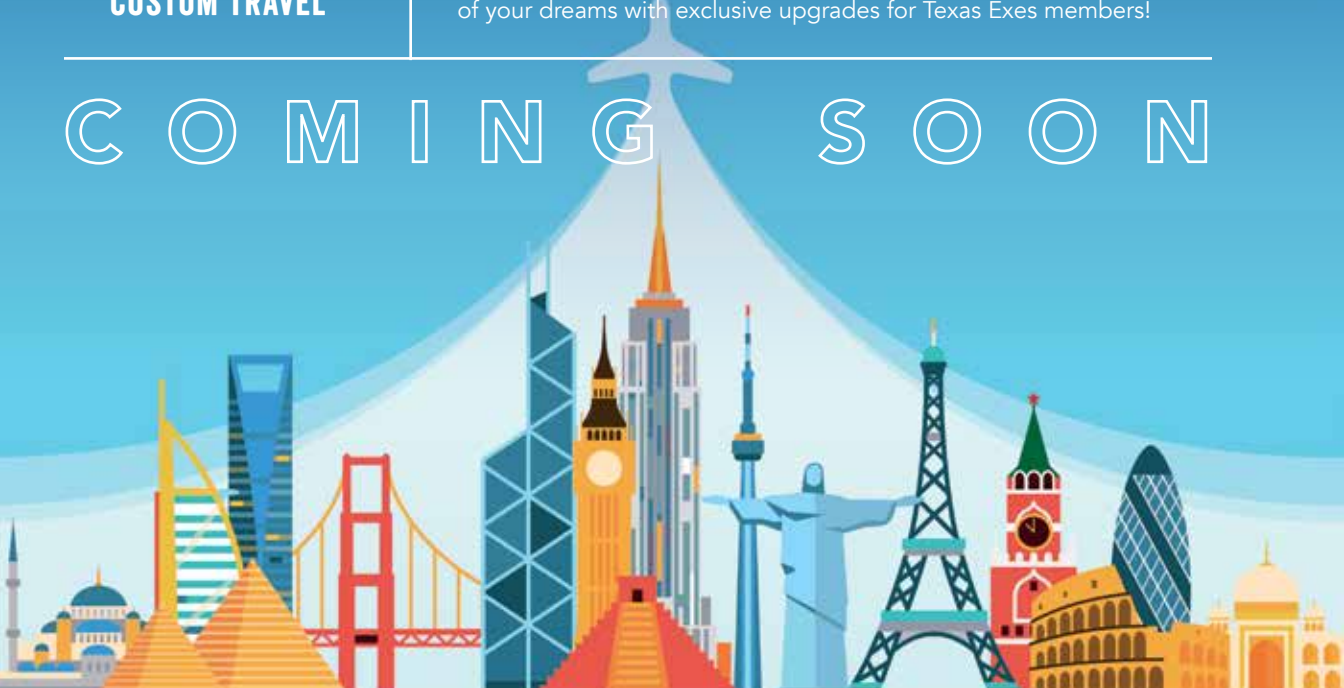 CUSTOM TRAVEL
of your dreams with exclusive upgrades for Texas Exes members!
COMING SOON